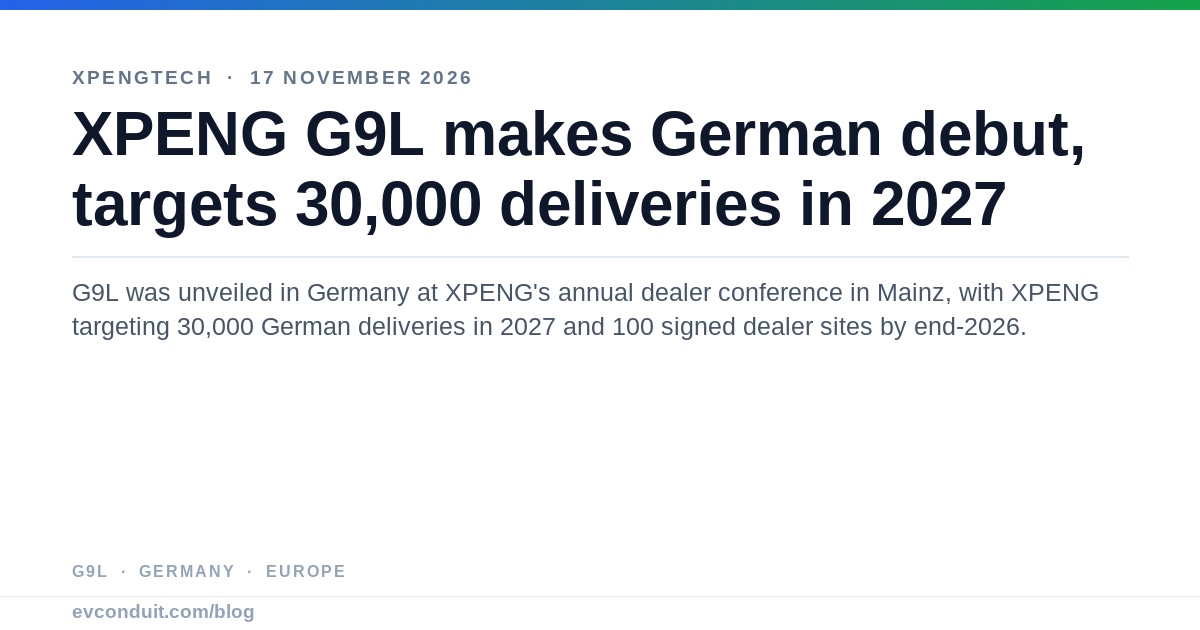 XPENGTECH · 17 NOVEMBER 2026
XPENG G9L makes German debut,
targets 30,000 deliveries in 2027
G9L was unveiled in Germany at XPENG's annual dealer conference in Mainz, with XPENG
targeting 30,000 German deliveries in 2027 and 100 signed dealer sites by end-2026.
G9L · GERMANY · EUROPE
evconduit.com/blog